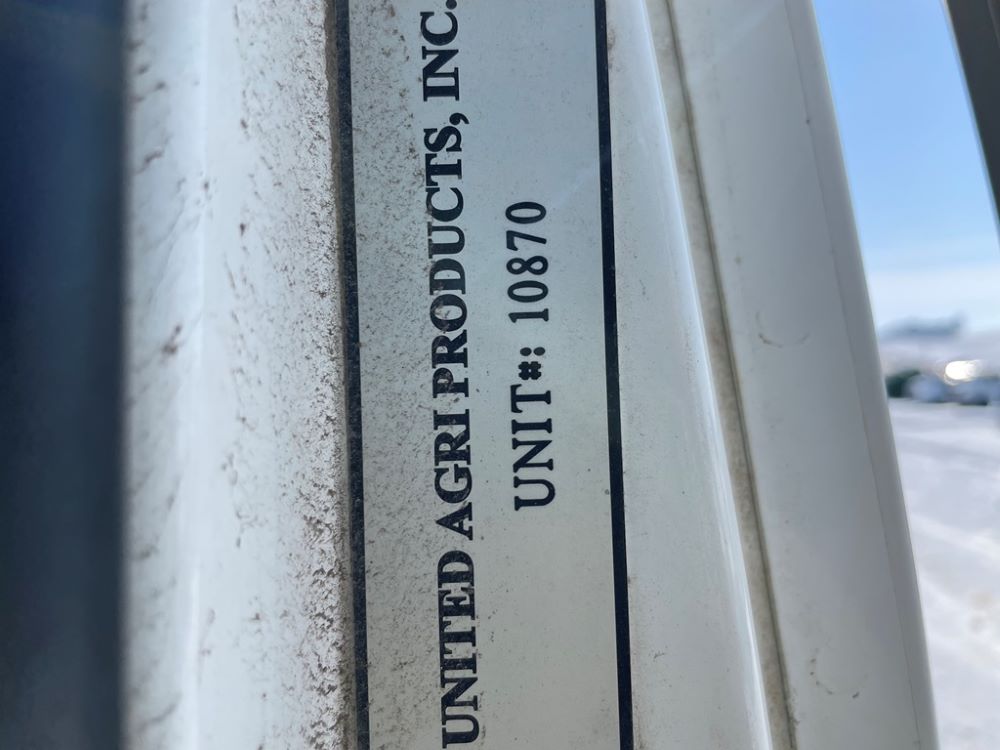 UNITED AGRI PRODUCTS, INC.
UNIT#: 10870